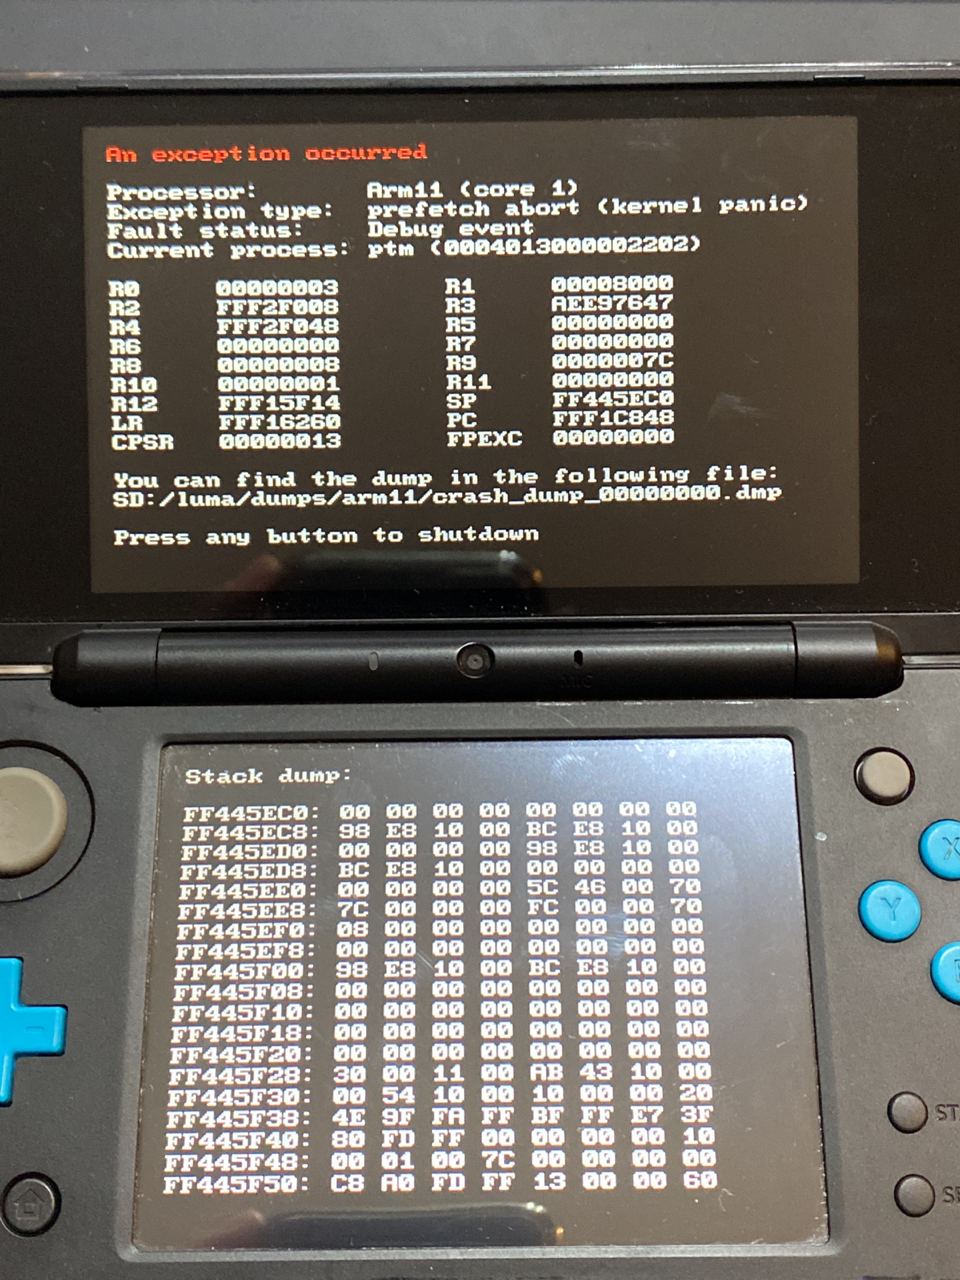 An exception occurred
Processor: Arm11 (core 1)
Exception type: prefetch abort (kernel panic)
Fault status: Debug event
Current process: ptm (0004013000002202)
R0 00000003 R1 00008000
R2 FFF2F008 R3 AEE97647
R4 FFF2F048 R5 00000000
R6 00000000 R7 00000000
R8 00000008 R9 0000007C
R10 00000001 R11 00000000
R12 FFF15F14 SP FF445EC0
LR FFF16260 PC FFF1C848
CPSR 00000013 FPEXC 00000000
You can find the dump in the following file:
SD:/luma/dumps/arm11/crash_dump_00000000.dmp
Press any button to shutdown
Stack dump:
FF445EC0: 00 00 00 00 00 00 00 00
FF445EC8: 98 E8 10 00 BC E8 10 00
FF445ED0: 00 00 00 00 98 E8 10 00
FF445ED8: BC E8 10 00 00 00 00 00
FF445EE0: 00 00 00 00 5C 46 00 70
FF445EE8: 7C 00 00 00 FC 00 00 70
FF445EF0: 08 00 00 00 00 00 00 00
FF445EF8: 00 00 00 00 00 00 00 00
FF445F00: 98 E8 10 00 BC E8 10 00
FF445F08: 00 00 00 00 00 00 00 00
FF445F10: 00 00 00 00 00 00 00 00
FF445F18: 00 00 00 00 00 00 00 00
FF445F20: 00 00 00 00 00 00 00 00
FF445F28: 30 00 11 00 AB 43 10 00
FF445F30: 00 54 10 00 10 00 00 20
FF445F38: 4E 9F FA FF BF FF E7 3F
FF445F40: 80 FD FF 00 00 00 00 10
FF445F48: 00 01 00 7C 00 00 00 00
FF445F50: C8 A0 FD FF 13 00 00 60
X
Y